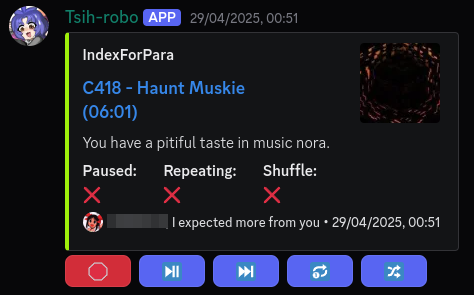 Tsih-robo APP 29/04/2025, 00:51
IndexForPara
C418 - Haunt Muskie
(06:01)
You have a pitiful taste in music nora.
Paused: Repeating: Shuffle:
I expected more from you • 29/04/2025, 00:51